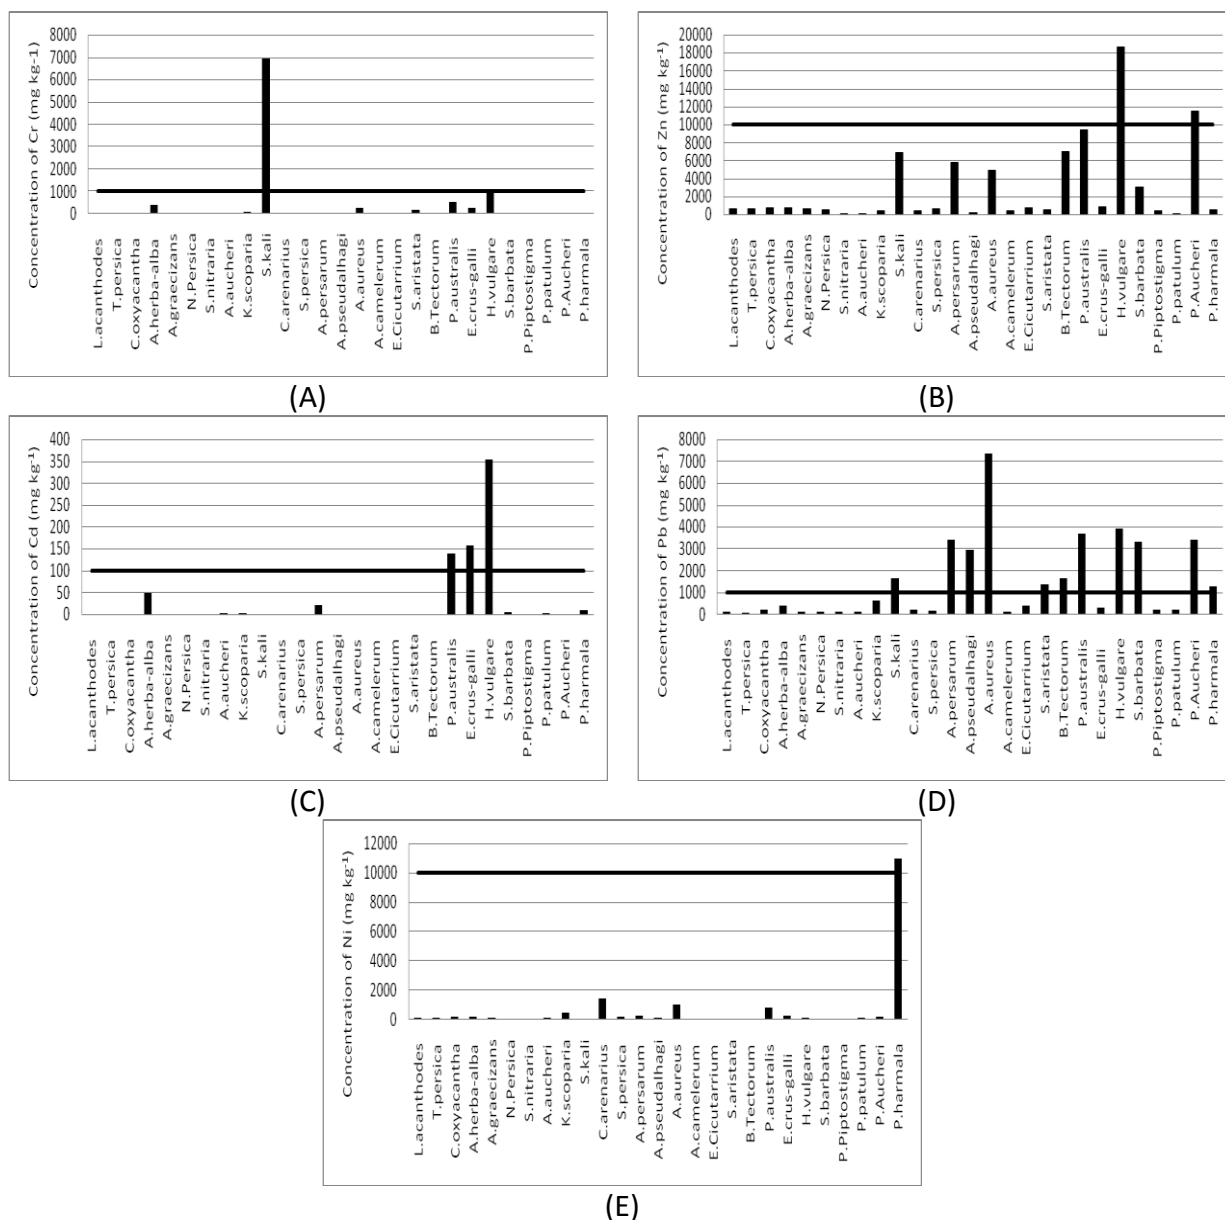 Concentration of Cr (mg kg-1)
8000
7000
6000
5000
4000
3000
2000
1000
0
L.acanthodes
T.persica
C.oxyacantha
A.herba-alba
A.graecizans
N.Persica
S.nitraria
A.aucheri
K.scoparia
S.kali
C.arenarius
S.persica
A.persarum
A.pseudalhagi
A.aureus
A.camelerum
E.Cicutarrium
S.aristata
B.Tectorum
P.australis
E.crus-galli
H.vulgare
S.barbata
P.Piptostigma
P.patulum
P.Aucheri
P.harmala
(A)
Concentration of Zn (mg kg⁻¹)
20000
18000
16000
14000
12000
10000
8000
6000
4000
2000
0
L.acanthodes
T.persica
C.oxyacantha
A.herba-alba
A.graecizans
N.Persica
S.nitraria
A.aucheri
K.scoparia
S.kali
C.arenarius
S.persica
A.persarum
A.pseudalhagi
A.aureus
A.camelerum
E.Cicutarrium
S.aristata
B.Tectorum
P.australis
E.crus-galli
H.vulgare
S.barbata
P.Piptostigma
P.patulum
P.Aucheri
P.harmala
(B)
Concentration of Cd (mg kg⁻¹)
400
350
300
250
200
150
100
50
0
L.acanthodes
T.persica
C.oxyacantha
A.herba-alba
A.graecizans
N.Persica
S.nitraria
A.aucheri
K.scoparia
S.kali
C.arenarius
S.persica
A.persarum
A.pseudalhagi
A.aureus
A.camelerum
E.Cicutarrium
S.aristata
B.Tectorum
P.australis
E.crus-galli
H.vulgare
S.barbata
P.Piptostigma
P.patulum
P.Aucheri
P.harmala
(C)
Concentration of Pb (mg kg⁻¹)
8000
7000
6000
5000
4000
3000
2000
1000
0
L.acanthodes
T.persica
C.oxyacantha
A.herba-alba
A.graecizans
N.Persica
S.nitraria
A.aucheri
K.scoparia
S.kali
C.arenarius
S.persica
A.persarum
A.pseudalhagi
A.aureus
A.camelerum
E.Cicutarrium
S.aristata
B.Tectorum
P.australis
E.crus-galli
H.vulgare
S.barbata
P.Piptostigma
P.patulum
P.Aucheri
P.harmala
(D)
Concentration of Ni (mg kg⁻¹)
12000
10000
8000
6000
4000
2000
0
L.acanthodes
T.persica
C.oxyacantha
A.herba-alba
A.graecizans
N.Persica
S.nitraria
A.aucheri
K.scoparia
S.kali
C.arenarius
S.persica
A.persarum
A.pseudalhagi
A.aureus
A.camelerum
E.Cicutarrium
S.aristata
B.Tectorum
P.australis
E.crus-galli
H.vulgare
S.barbata
P.Piptostigma
P.patulum
P.Aucheri
P.harmala
(E)